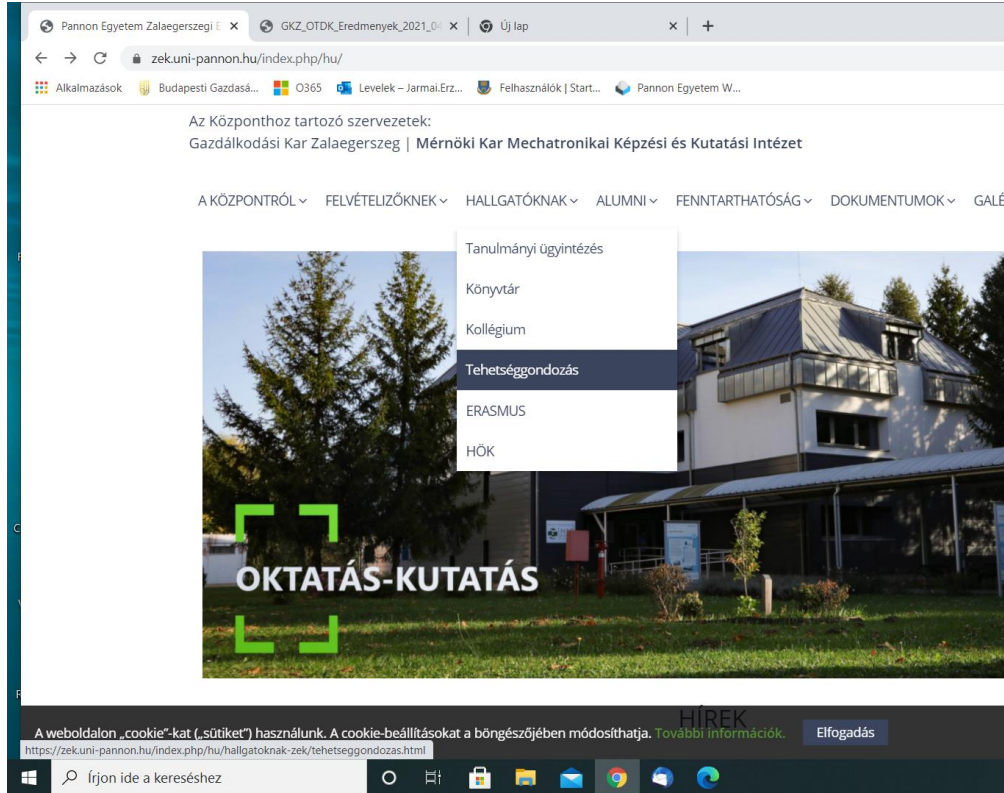 Pannon Egyetem Zalaegerszegi E
GKZ_OTDK_Eredmenyek_2021_04
Új lap
zek.uni-pannon.hu/index.php/hu/
Alkalmazások
Budapesti Gazdasá...
O365
Levelek – Jarmai.Erz...
Felhasználók | Start...
Pannon Egyetem W...
Az Központhoz tartozó szervezetek:
Gazdálkodási Kar Zalaegerszeg | Mérnöki Kar Mechatronikai Képzési és Kutatási Intézet
A KÖZPONTRÓL FELVÉTELIZŐKNEK HALLGATÓKNAK ALUMNI FENNTARTHATÓSÁG DOKUMENTUMOK GALÉ
Tanulmányi ügyintézés
Könyvtár
Kollégium
Tehetséggondozás
ERASMUS
HÖK
OKTATÁS-KUTATÁS
HÍREK
A weboldalon „cookie”-kat („sütiket”) használunk. A cookie-beállításokat a böngészőjében módosíthatja. További információk. Elfogadás
https://zek.uni-pannon.hu/index.php/hu/hallgatoknak-zek/tehetseggondozas.html
Írjon ide a kereséshez